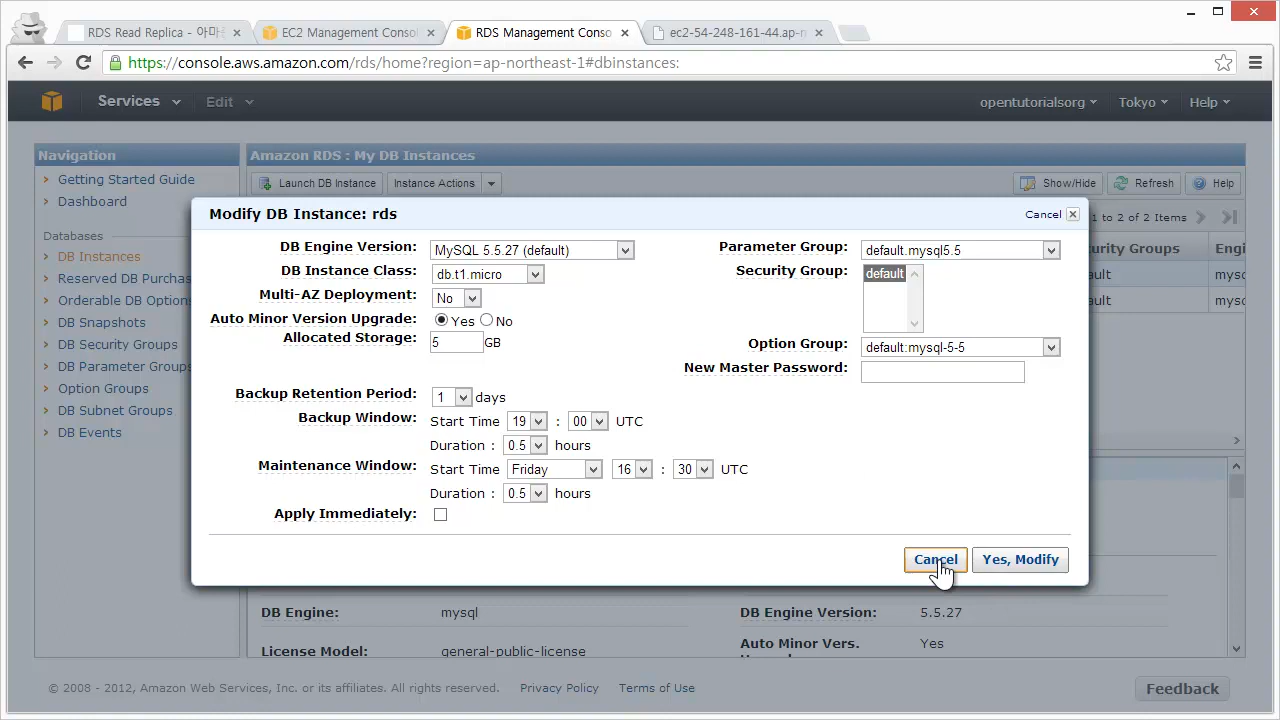 RDS Read Replica - 아마
EC2 Management Consol
RDS Management Conso
ec2-54-248-161-44.ap-n
https://console.aws.amazon.com/rds/home?region=ap-northeast-1#dbinstances:
Services
Edit
opentutorialsorg
Tokyo
Help
Navigation
Getting Started Guide
Dashboard
Databases
DB Instances
Reserved DB Purchas
Orderable DB Options
DB Snapshots
DB Security Groups
DB Parameter Groups
Option Groups
DB Subnet Groups
DB Events
Amazon RDS : My DB Instances
Launch DB Instance
Instance Actions
Show/Hide
Refresh
Help
1 to 2 of 2 Items
curity Groups
Engi
ault
mysq
ault
mysq
Modify DB Instance: rds
Cancel
DB Engine Version: MySQL 5.5.27 (default)
DB Instance Class: db.t1.micro
Multi-AZ Deployment: No
Auto Minor Version Upgrade: Yes No
Allocated Storage: 5 GB
Parameter Group: default.mysql5.5
Security Group: default
Option Group: default:mysql-5-5
New Master Password:
Backup Retention Period: 1 days
Backup Window: Start Time 19 : 00 UTC
Duration : 0.5 hours
Maintenance Window: Start Time Friday 16 : 30 UTC
Duration : 0.5 hours
Apply Immediately:
Cancel
Yes, Modify
DB Engine: mysql
DB Engine Version: 5.5.27
License Model: general-public-license
Auto Minor Vers. Yes
© 2008 - 2012, Amazon Web Services, Inc. or its affiliates. All rights reserved. Privacy Policy Terms of Use
Feedback